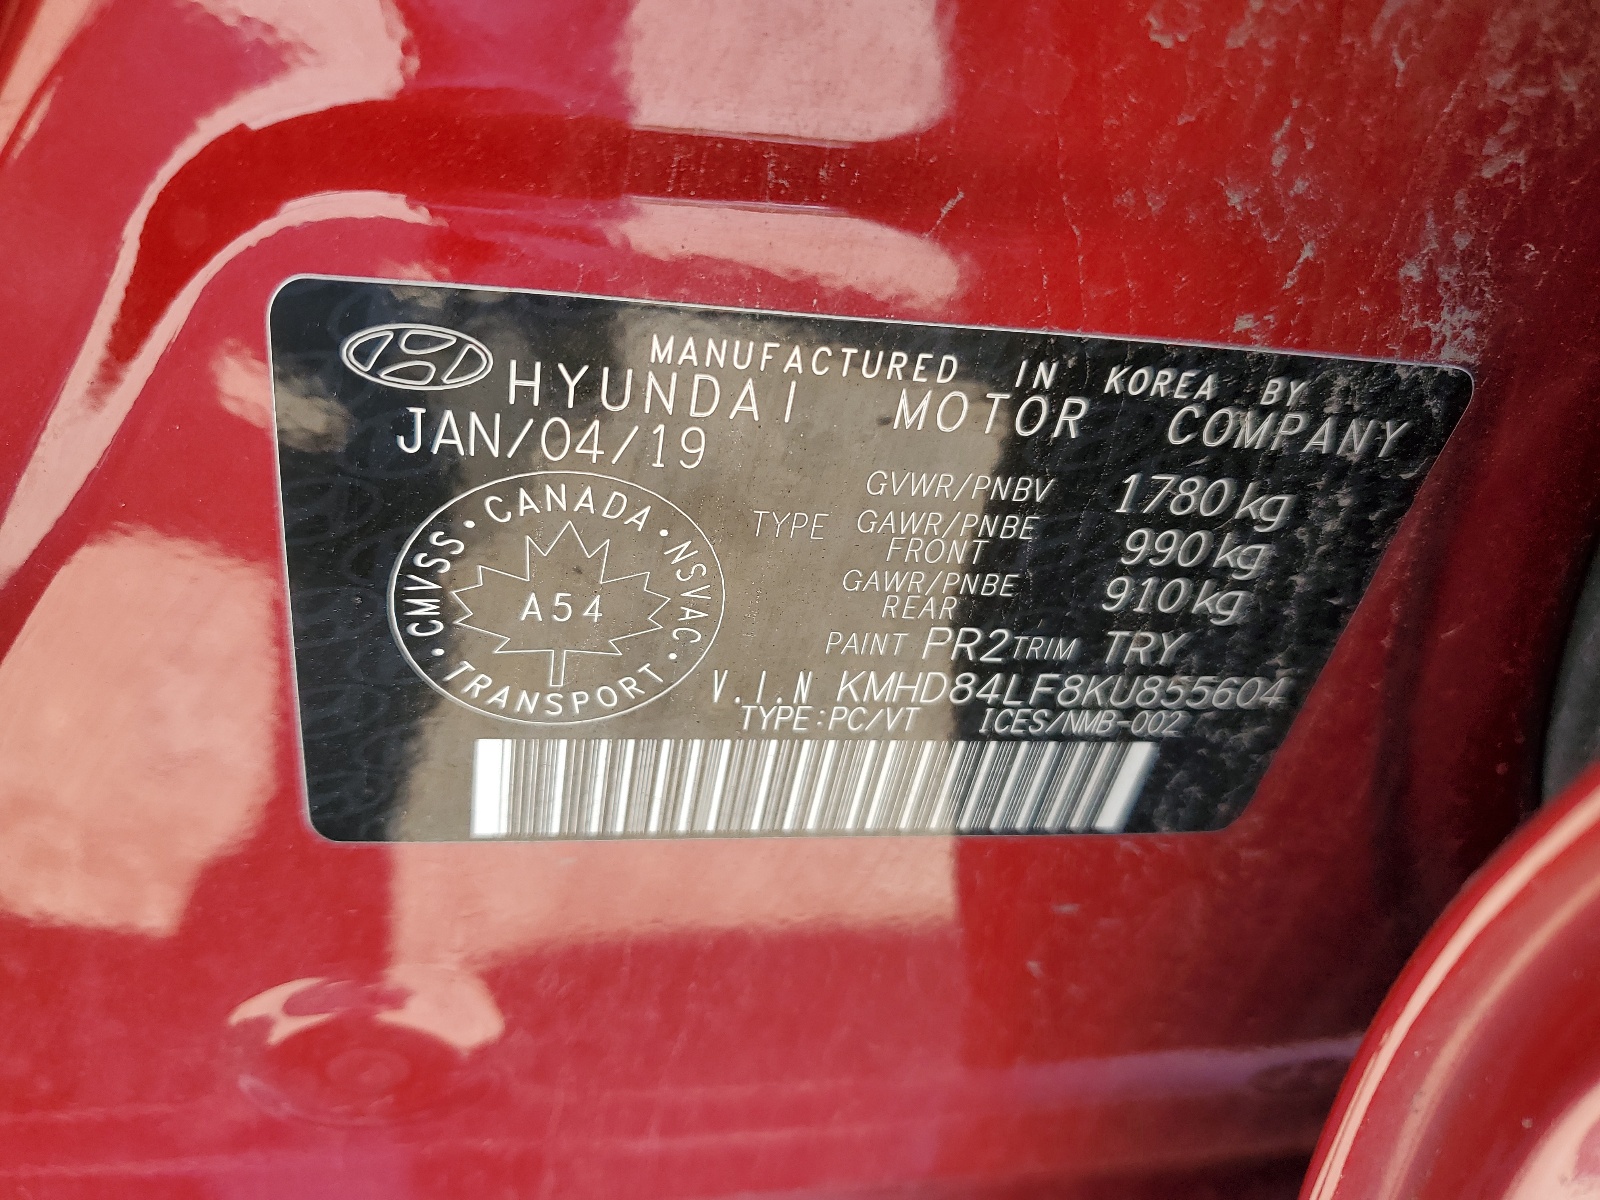 MANUFACTURED IN KOREA BY
HYUNDAI MOTOR COMPANY
JAN/04/19
CANADA · NSVAC · TRANSPORT · CMVSS ·
A54
GVWR/PNBV 1780kg
TYPE GAWR/PNBE FRONT 990kg
GAWR/PNBE REAR 910kg
PAINT PR2 TRIM TRY
V.I.N KMHD84LF8KU855604
TYPE:PC/VT ICES/NMB-002